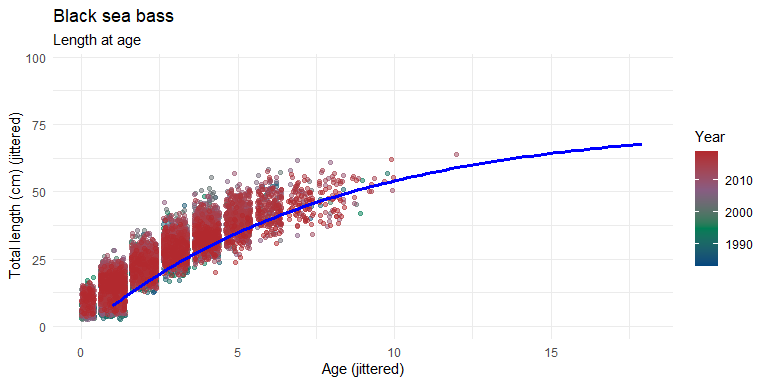 Black sea bass
Length at age
100
75
50
25
0
Total length (cm) (jittered)
0 5 10 15
Age (jittered)
Year
2010
2000
1990